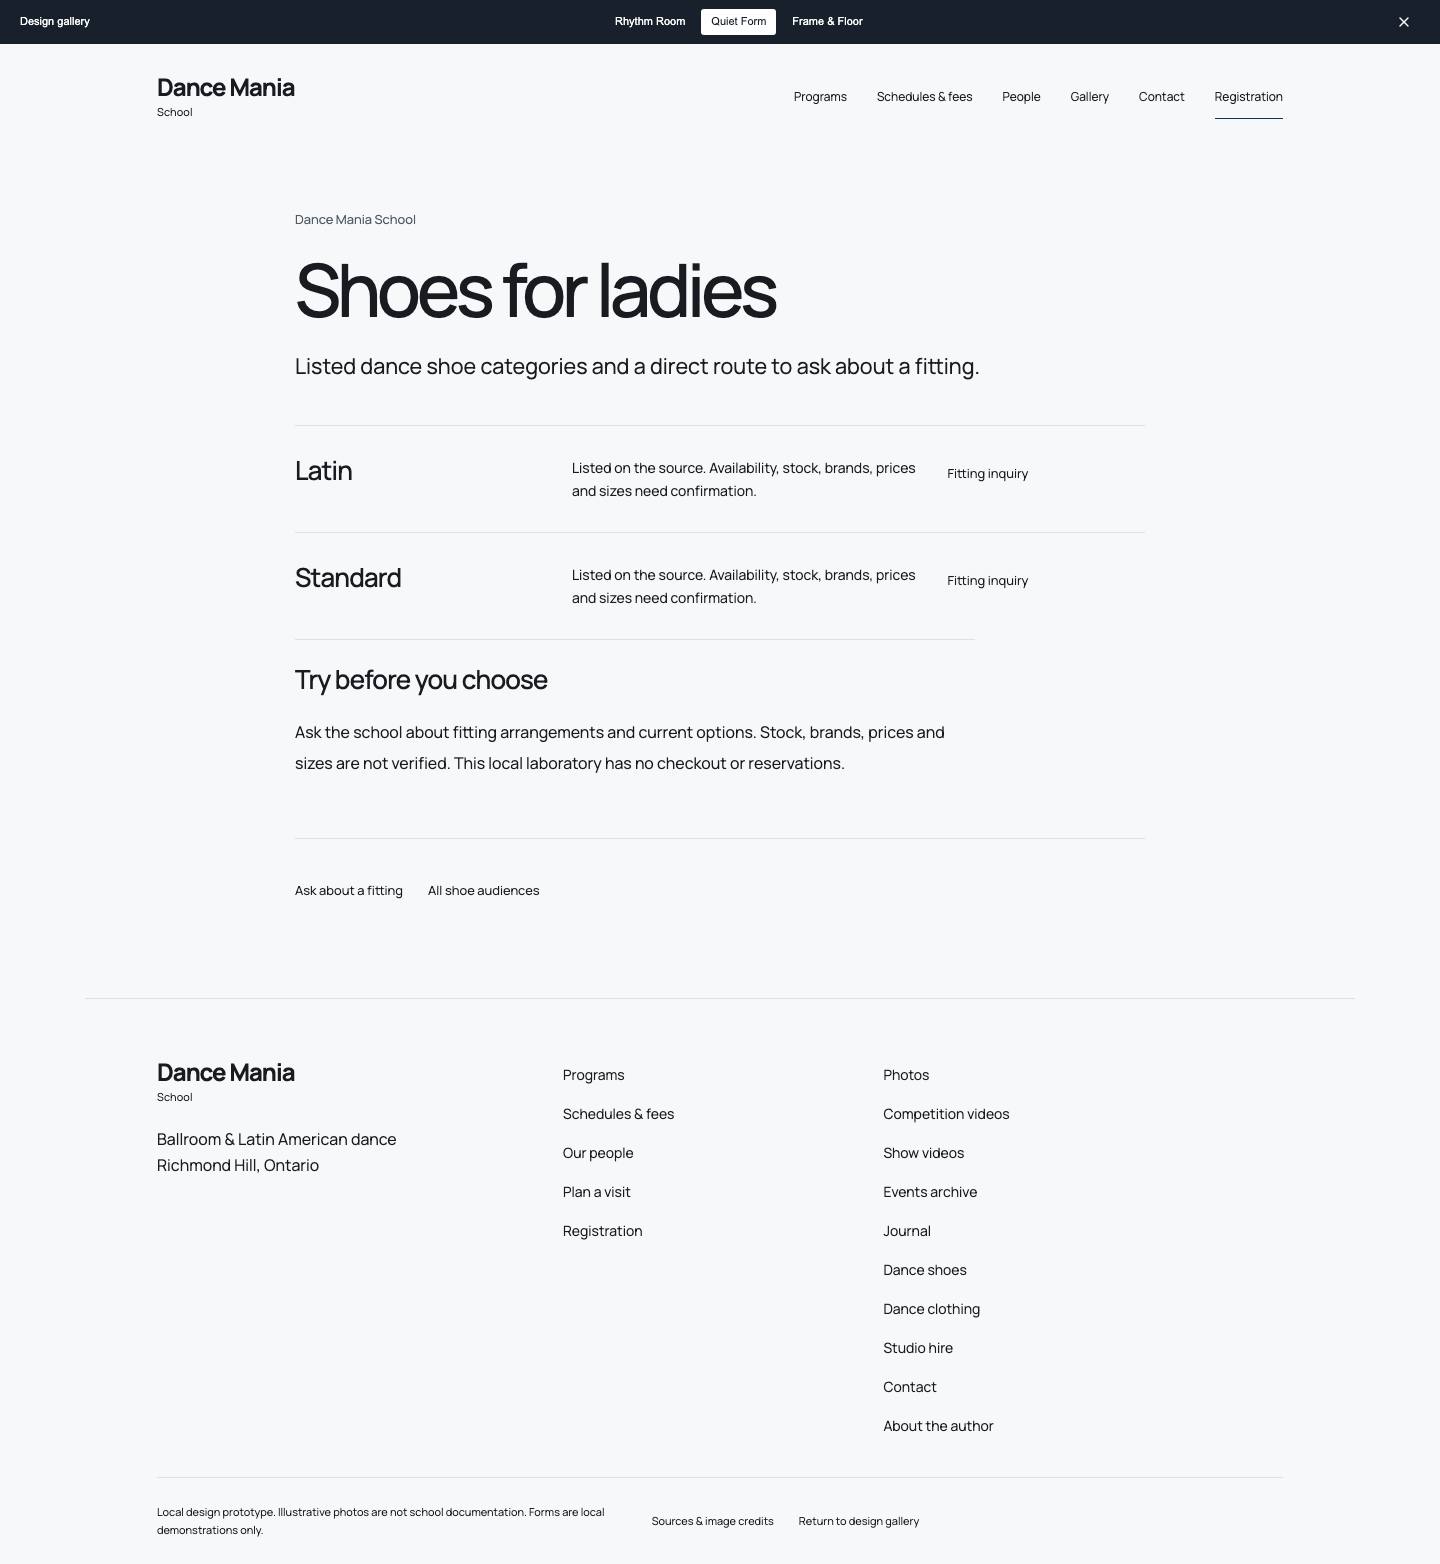 Design gallery
Rhythm Room
Quiet Form
Frame & Floor
Dance Mania
School
Programs
Schedules & fees
People
Gallery
Contact
Registration
Dance Mania School
Shoes for ladies
Listed dance shoe categories and a direct route to ask about a fitting.
Latin
Listed on the source. Availability, stock, brands, prices
and sizes need confirmation.
Fitting inquiry
Standard
Listed on the source. Availability, stock, brands, prices
and sizes need confirmation.
Fitting inquiry
Try before you choose
Ask the school about fitting arrangements and current options. Stock, brands, prices and
sizes are not verified. This local laboratory has no checkout or reservations.
Ask about a fitting
All shoe audiences
Dance Mania
School
Ballroom & Latin American dance
Richmond Hill, Ontario
Programs
Schedules & fees
Our people
Plan a visit
Registration
Photos
Competition videos
Show videos
Events archive
Journal
Dance shoes
Dance clothing
Studio hire
Contact
About the author
Local design prototype. Illustrative photos are not school documentation. Forms are local
demonstrations only.
Sources & image credits
Return to design gallery